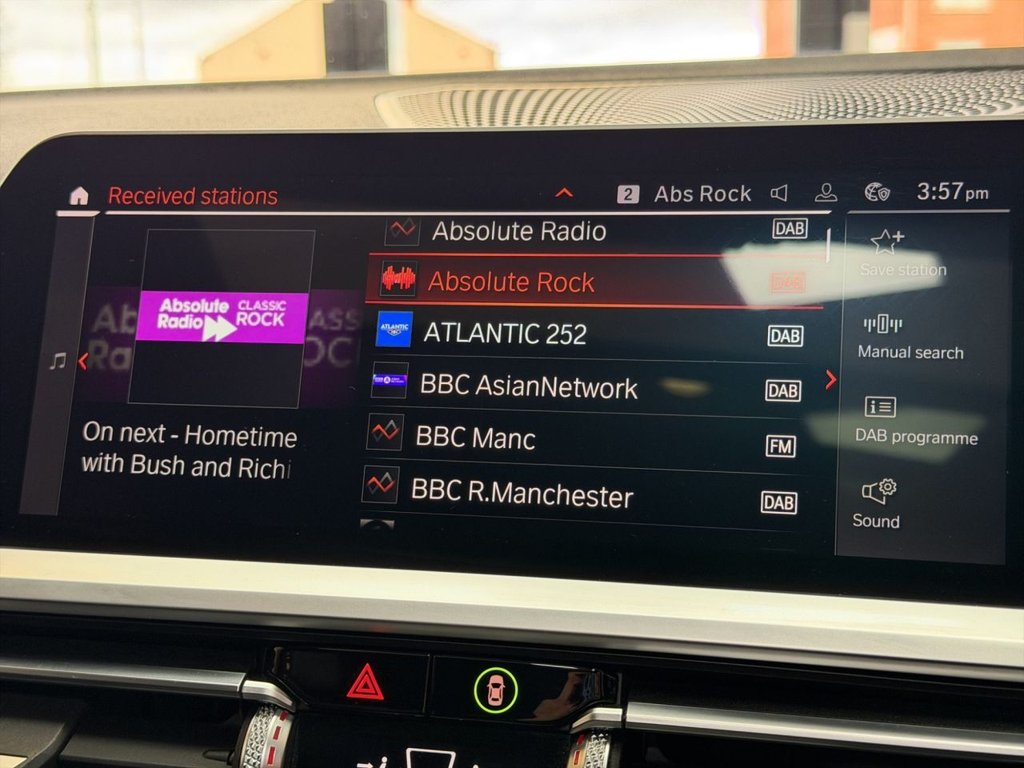 Received stations
2 Abs Rock
3:57pm
Absolute Radio DAB
Absolute Rock DAB
ATLANTIC 252 DAB
BBC AsianNetwork DAB
BBC Manc FM
BBC R.Manchester DAB
Absolute
Radio
CLASSIC
ROCK
On next - Hometime
with Bush and Richi
Save station
Manual search
DAB programme
Sound